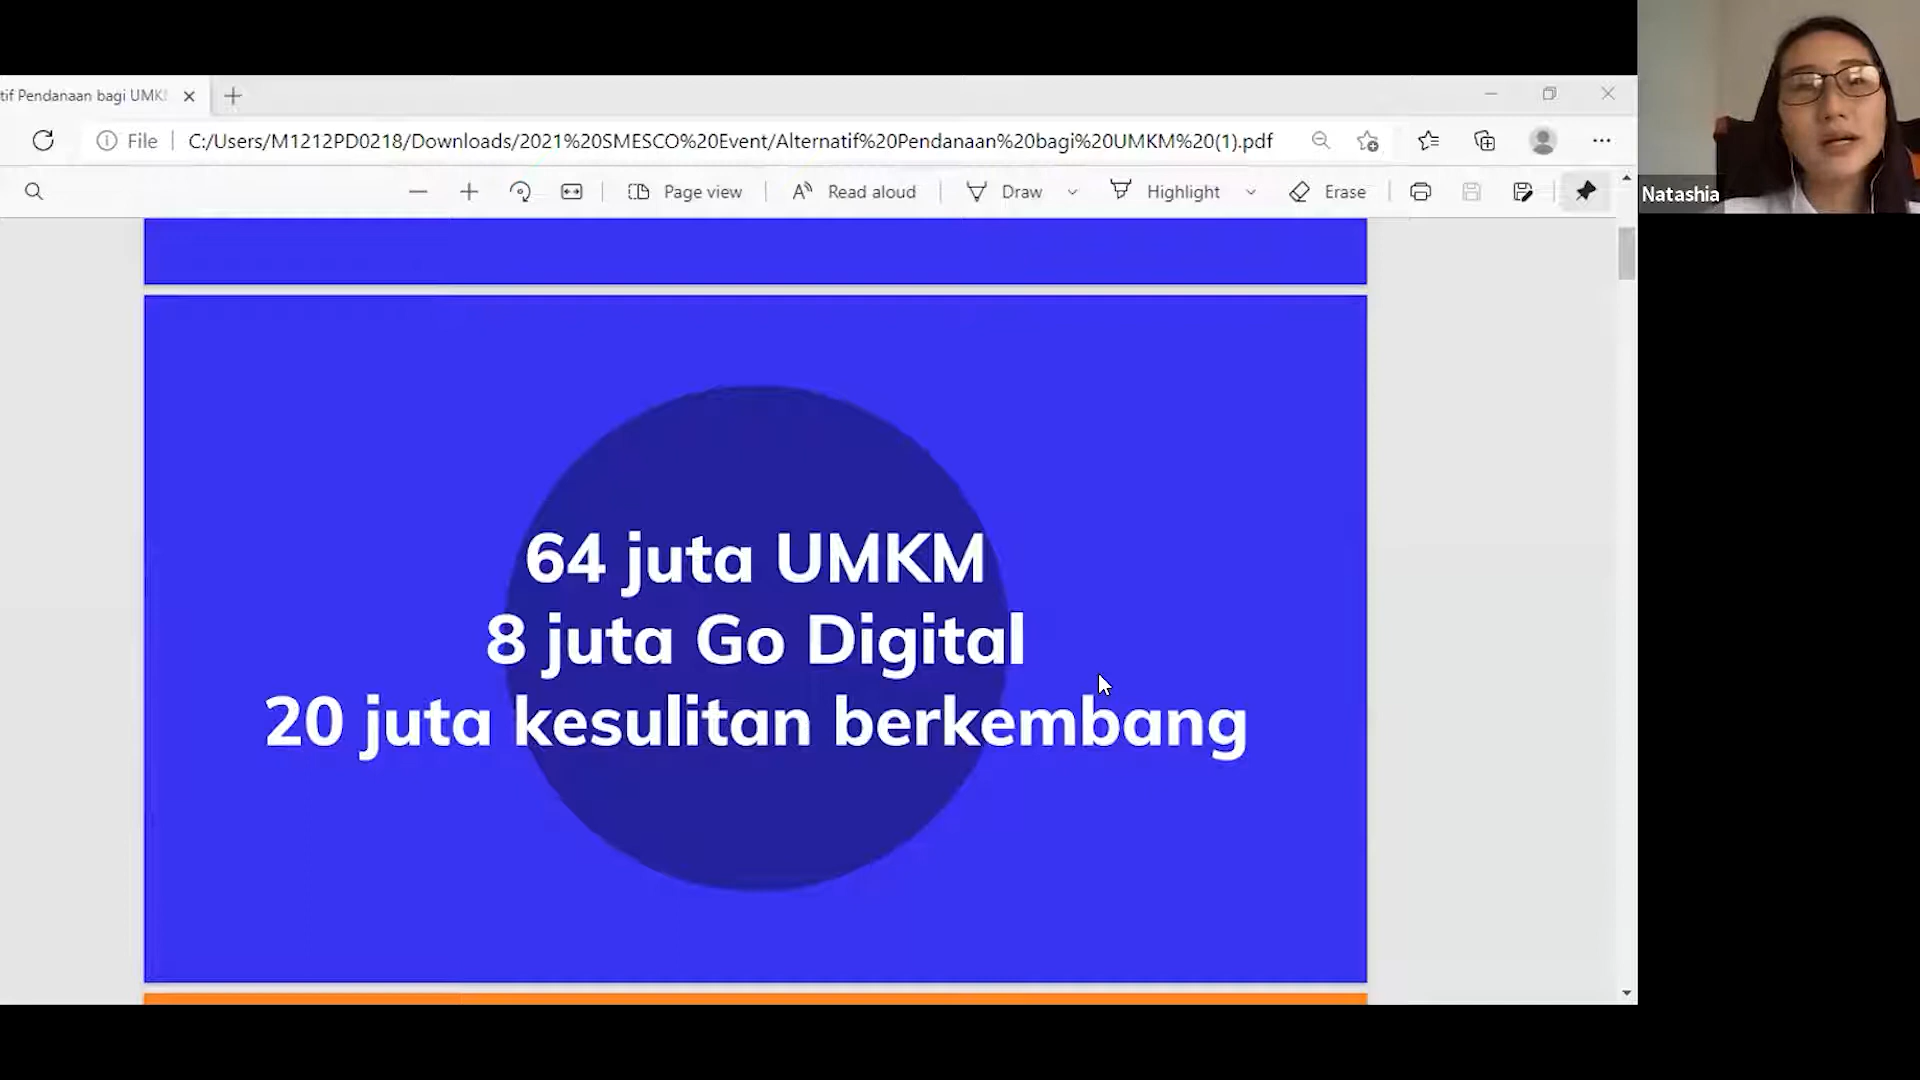 tif Pendanaan bagi UMK
File
C:/Users/M1212PD0218/Downloads/2021%20SMESCO%20Event/Alternatif%20Pendanaan%20bagi%20UMKM%20(1).pdf
Page view
Read aloud
Draw
Highlight
Erase
Natashia
64 juta UMKM
8 juta Go Digital
20 juta kesulitan berkembang